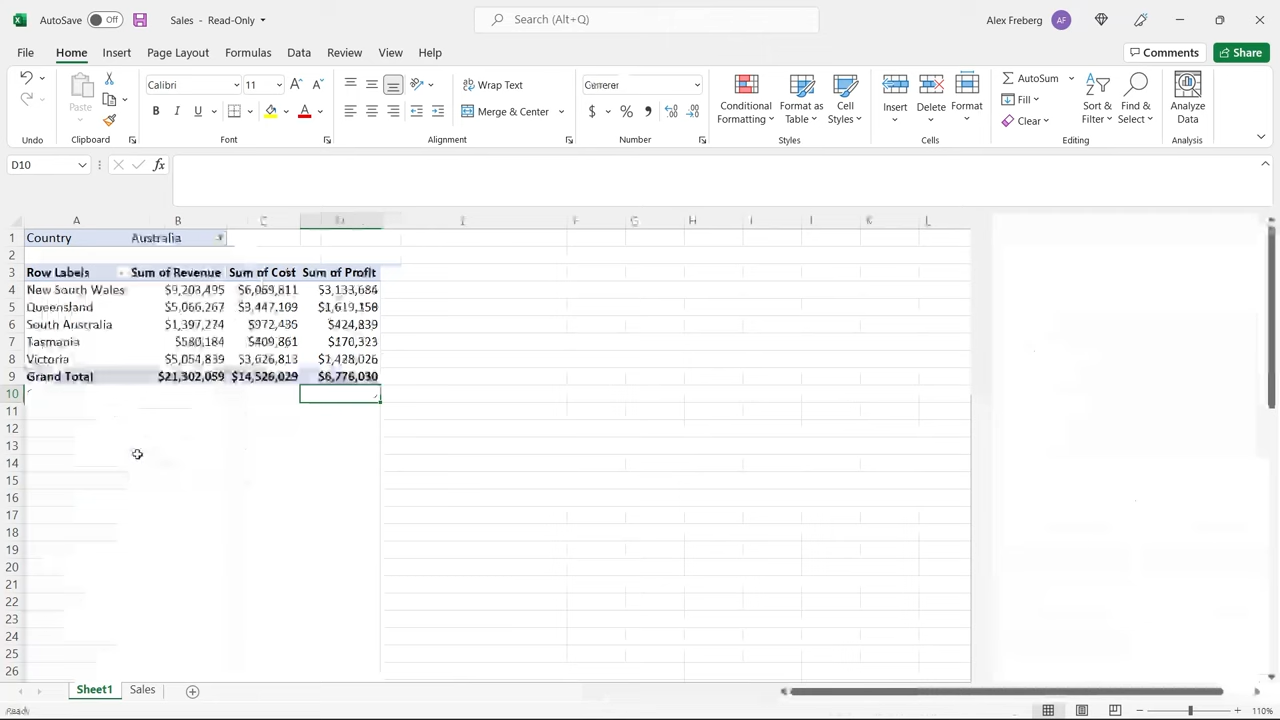 AutoSave Off Sales - Read-Only Search (Alt+Q) Alex Freberg AF
File Home Insert Page Layout Formulas Data Review View Help Comments Share
Paste Calibri 11 Wrap Text General Conditional Formatting Format as Table Cell Styles Insert Delete Format AutoSum Sort & Filter Find & Select Analyze Data
B I U Merge & Center $ % Fill
Clear
Undo Clipboard Font Alignment Number Styles Cells Editing Analysis
D10 fx
A B C F G H L
1 Country Australia
2
3 Row Labels Sum of Revenue Sum of Cost Sum of Profit
4 New South Wales $9,203,495 $6,069,811 $3,133,684
5 Queensland $5,066,267 $3,447,109 $1,619,158
6 South Australia $1,397,274 $972,435 $424,839
7 Tasmania $580,184 $409,861 $170,323
8 Victoria $5,054,839 $3,626,813 $1,428,026
9 Grand Total $21,302,059 $14,526,029 $6,776,030
10
11
12
13
14
15
16
17
18
19
20
21
22
23
24
25
26
Sheet1 Sales
Ready 110%